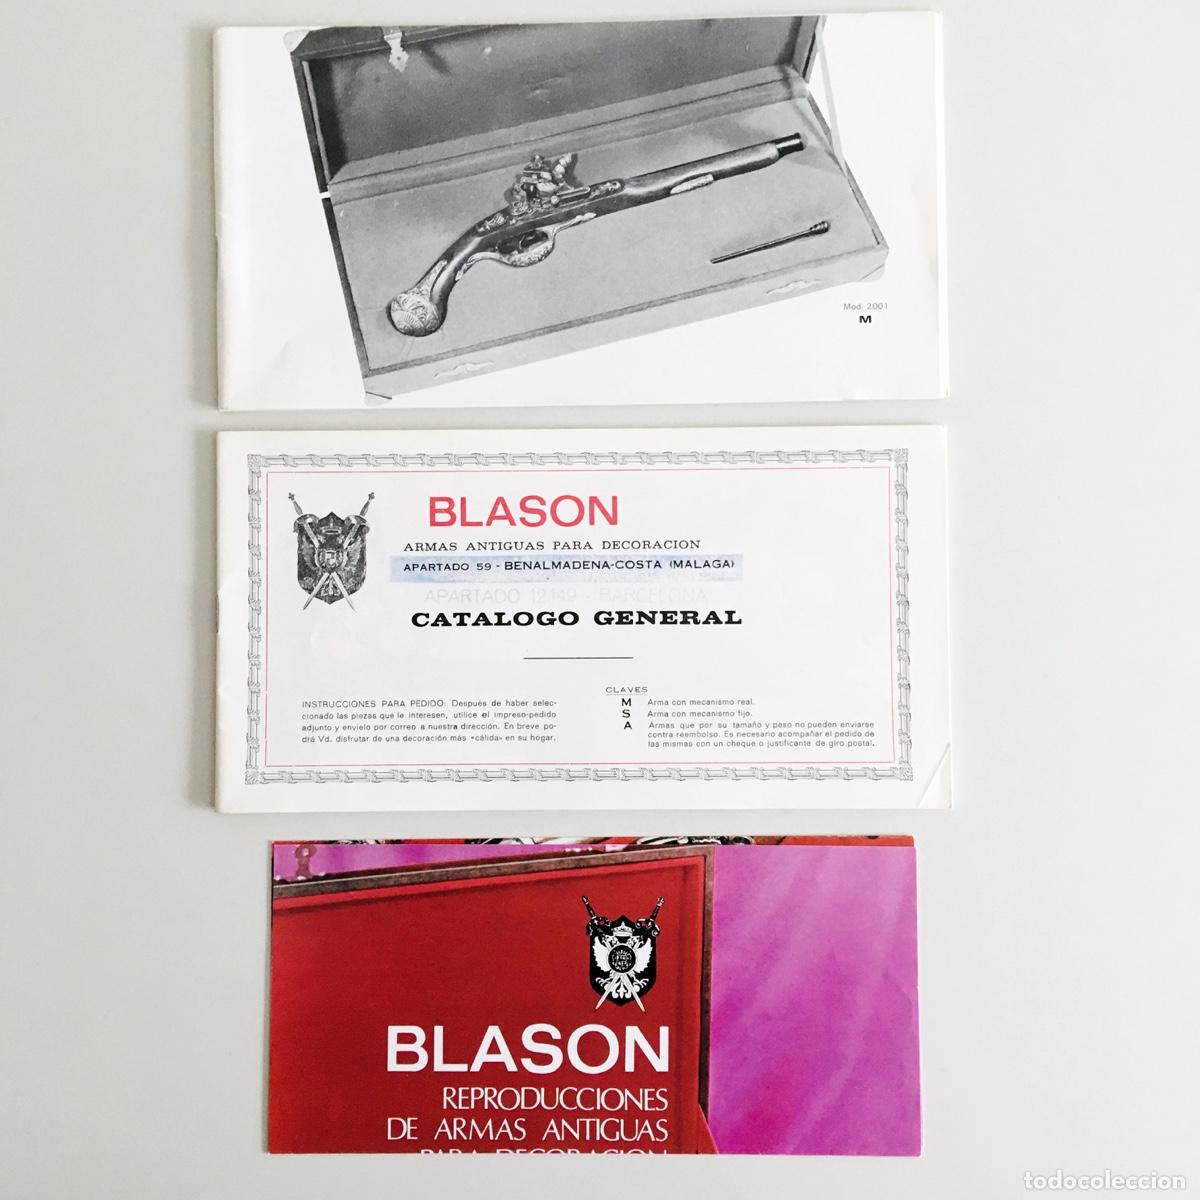 Mod. 2001
M
BLASON
ARMAS ANTIGUAS PARA DECORACION
APARTADO 59 - BENALMADENA-COSTA (MALAGA)
APARTADO 12149 - BARCELONA
CATALOGO GENERAL
INSTRUCCIONES PARA PEDIDO: Después de haber selec-
cionado las piezas que le interesen, utilice el impreso-pedido
adjunto y envielo por correo a nuestra dirección. En breve po-
drá Vd. disfrutar de una decoración más «cálida» en su hogar,
CLAVES
M Arma con mecanismo real.
S Arma con mecanismo fijo.
A Armas que por su tamaño y peso no pueden enviarse
contra reembolso. Es necesario acompañar el pedido de
las mismas con un cheque o justificante de giro postal.
BLASON
REPRODUCCIONES
DE ARMAS ANTIGUAS
PARA DECORACION
todocoleccion